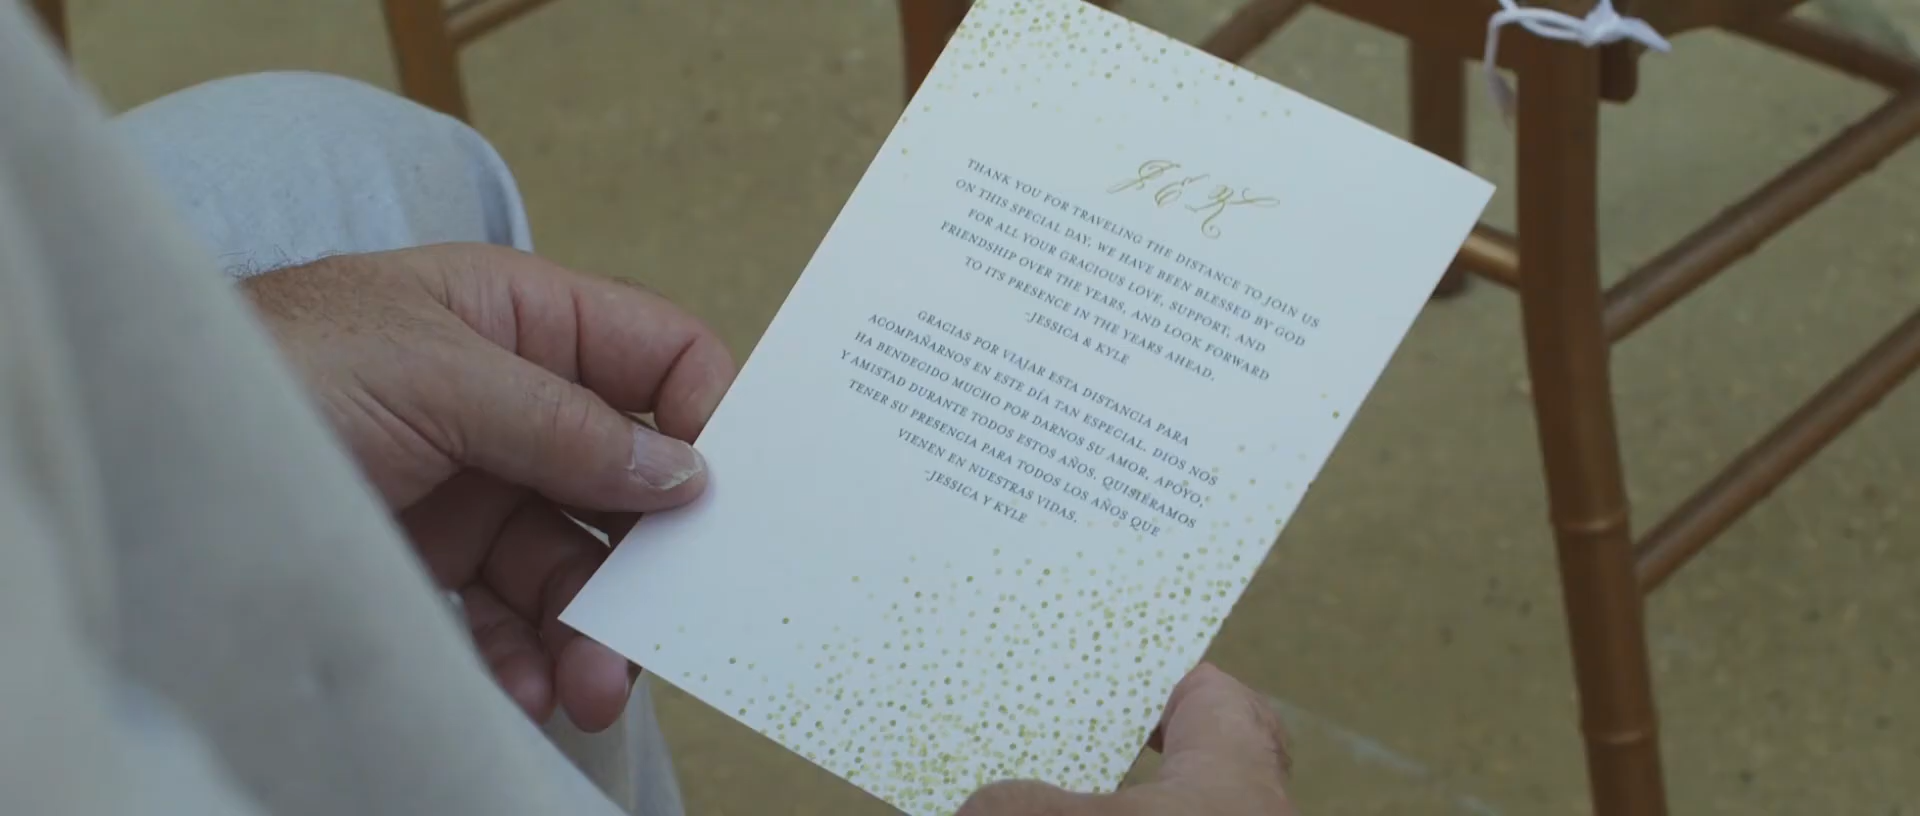 J & K
THANK YOU FOR TRAVELING THE DISTANCE TO JOIN US
ON THIS SPECIAL DAY. WE HAVE BEEN BLESSED BY GOD
FOR ALL YOUR GRACIOUS LOVE, SUPPORT, AND
FRIENDSHIP OVER THE YEARS, AND LOOK FORWARD
TO ITS PRESENCE IN THE YEARS AHEAD.
-JESSICA & KYLE
GRACIAS POR VIAJAR ESTA DISTANCIA PARA
ACOMPAÑARNOS EN ESTE DÍA TAN ESPECIAL. DIOS NOS
HA BENDECIDO MUCHO POR DARNOS SU AMOR, APOYO,
Y AMISTAD DURANTE TODOS ESTOS AÑOS. QUISIÉRAMOS
TENER SU PRESENCIA PARA TODOS LOS AÑOS QUE
VIENEN EN NUESTRAS VIDAS.
-JESSICA Y KYLE